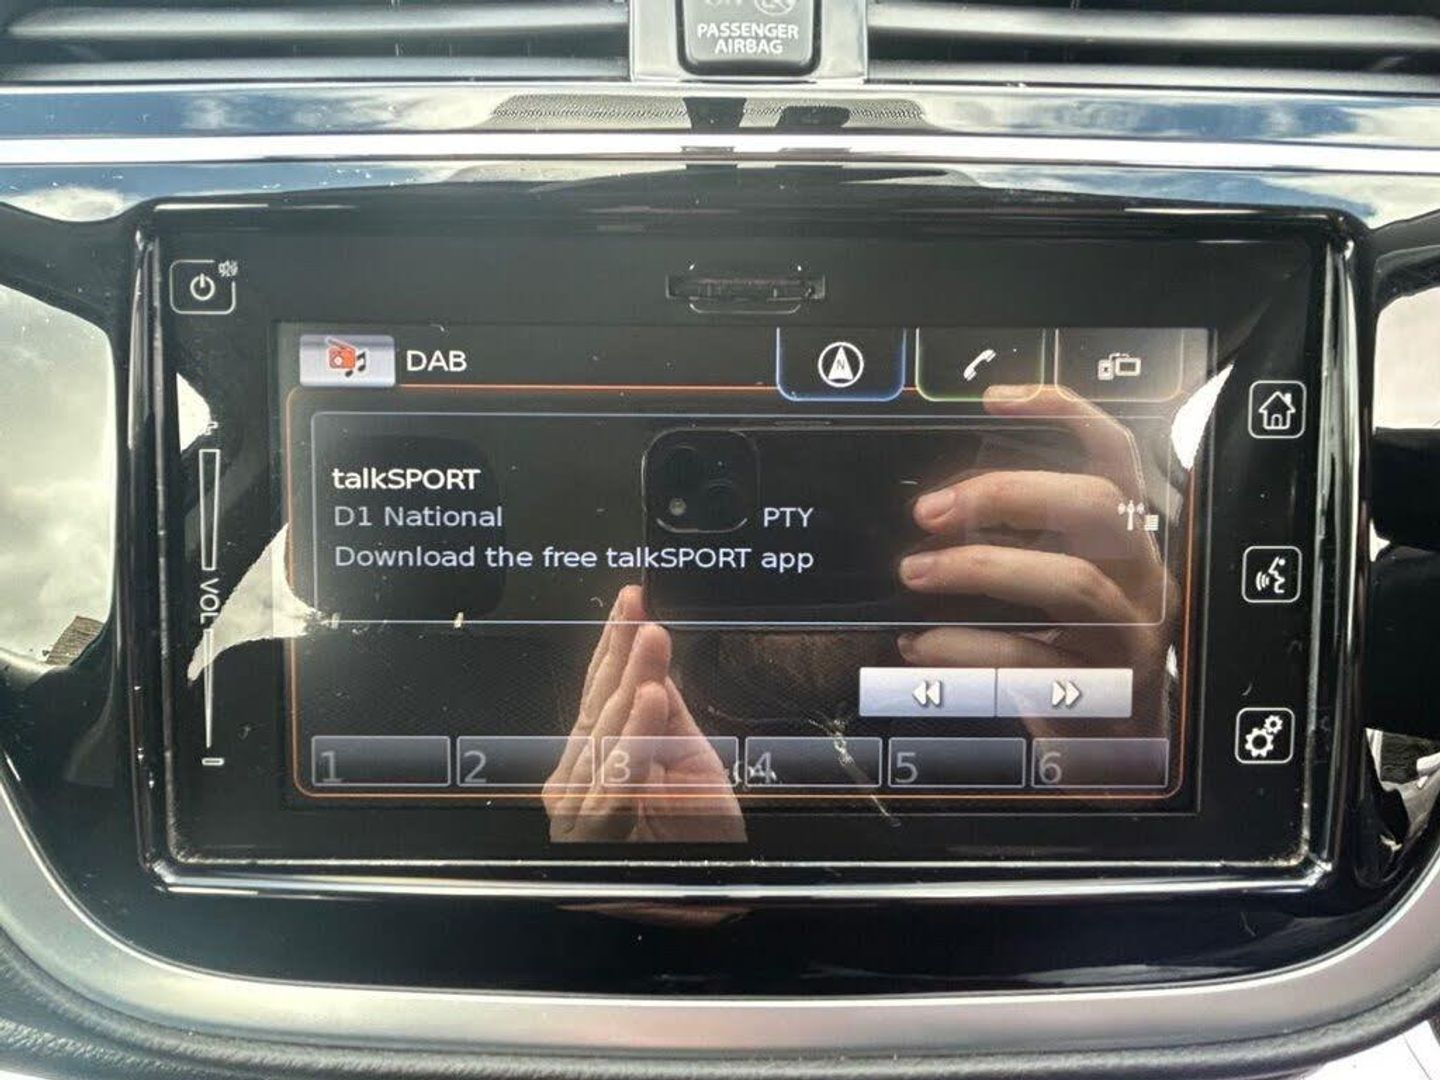 PASSENGER
AIRBAG
DAB
N
talkSPORT
D1 National
PTY
Download the free talkSPORT app
VOL
1
2
3
4
5
6